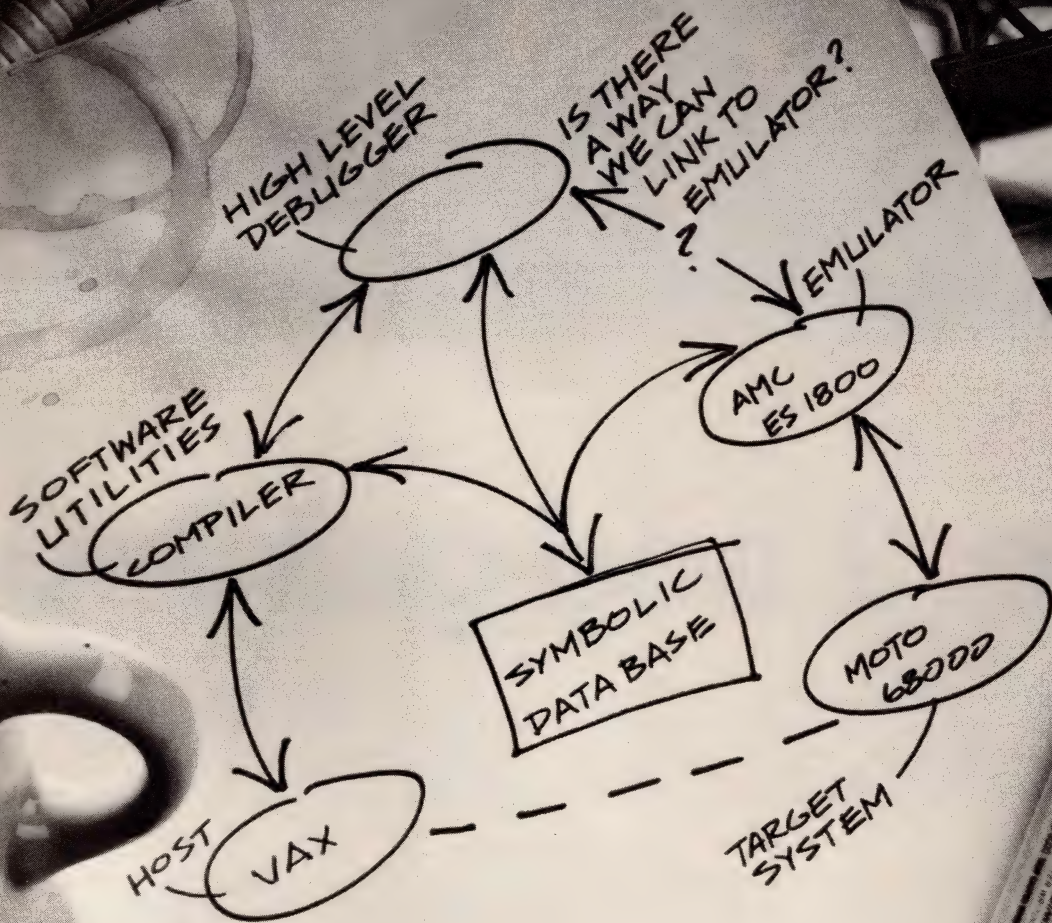 HIGH LEVEL
DEBUGGER
IS THERE
A WAY
WE CAN
LINK TO
EMULATOR?
?
EMULATOR
AMC
ES 1800
SOFTWARE
UTILITIES
COMPILER
SYMBOLIC
DATA BASE
MOTO
68000
HOST
VAX
TARGET
SYSTEM